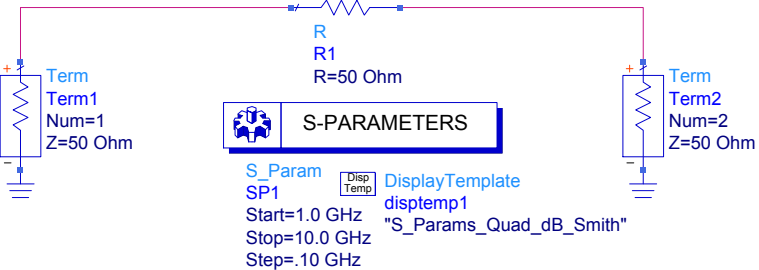 R
R1
R=50 Ohm
+
Term
Term1
Num=1
Z=50 Ohm
−
+
Term
Term2
Num=2
Z=50 Ohm
−
S-PARAMETERS
S_Param
SP1
Start=1.0 GHz
Stop=10.0 GHz
Step=.10 GHz
Disp
Temp
DisplayTemplate
disptemp1
"S_Params_Quad_dB_Smith"